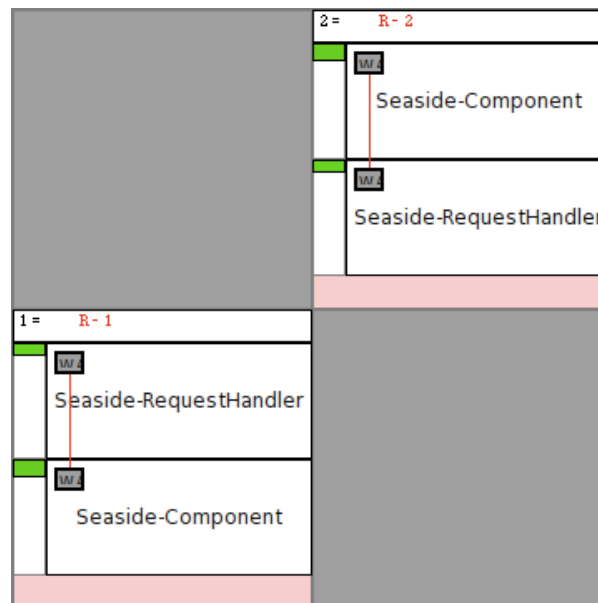 2= R-2
W
Seaside-Component
W
Seaside-RequestHandler
1= R-1
W
Seaside-RequestHandler
W
Seaside-Component